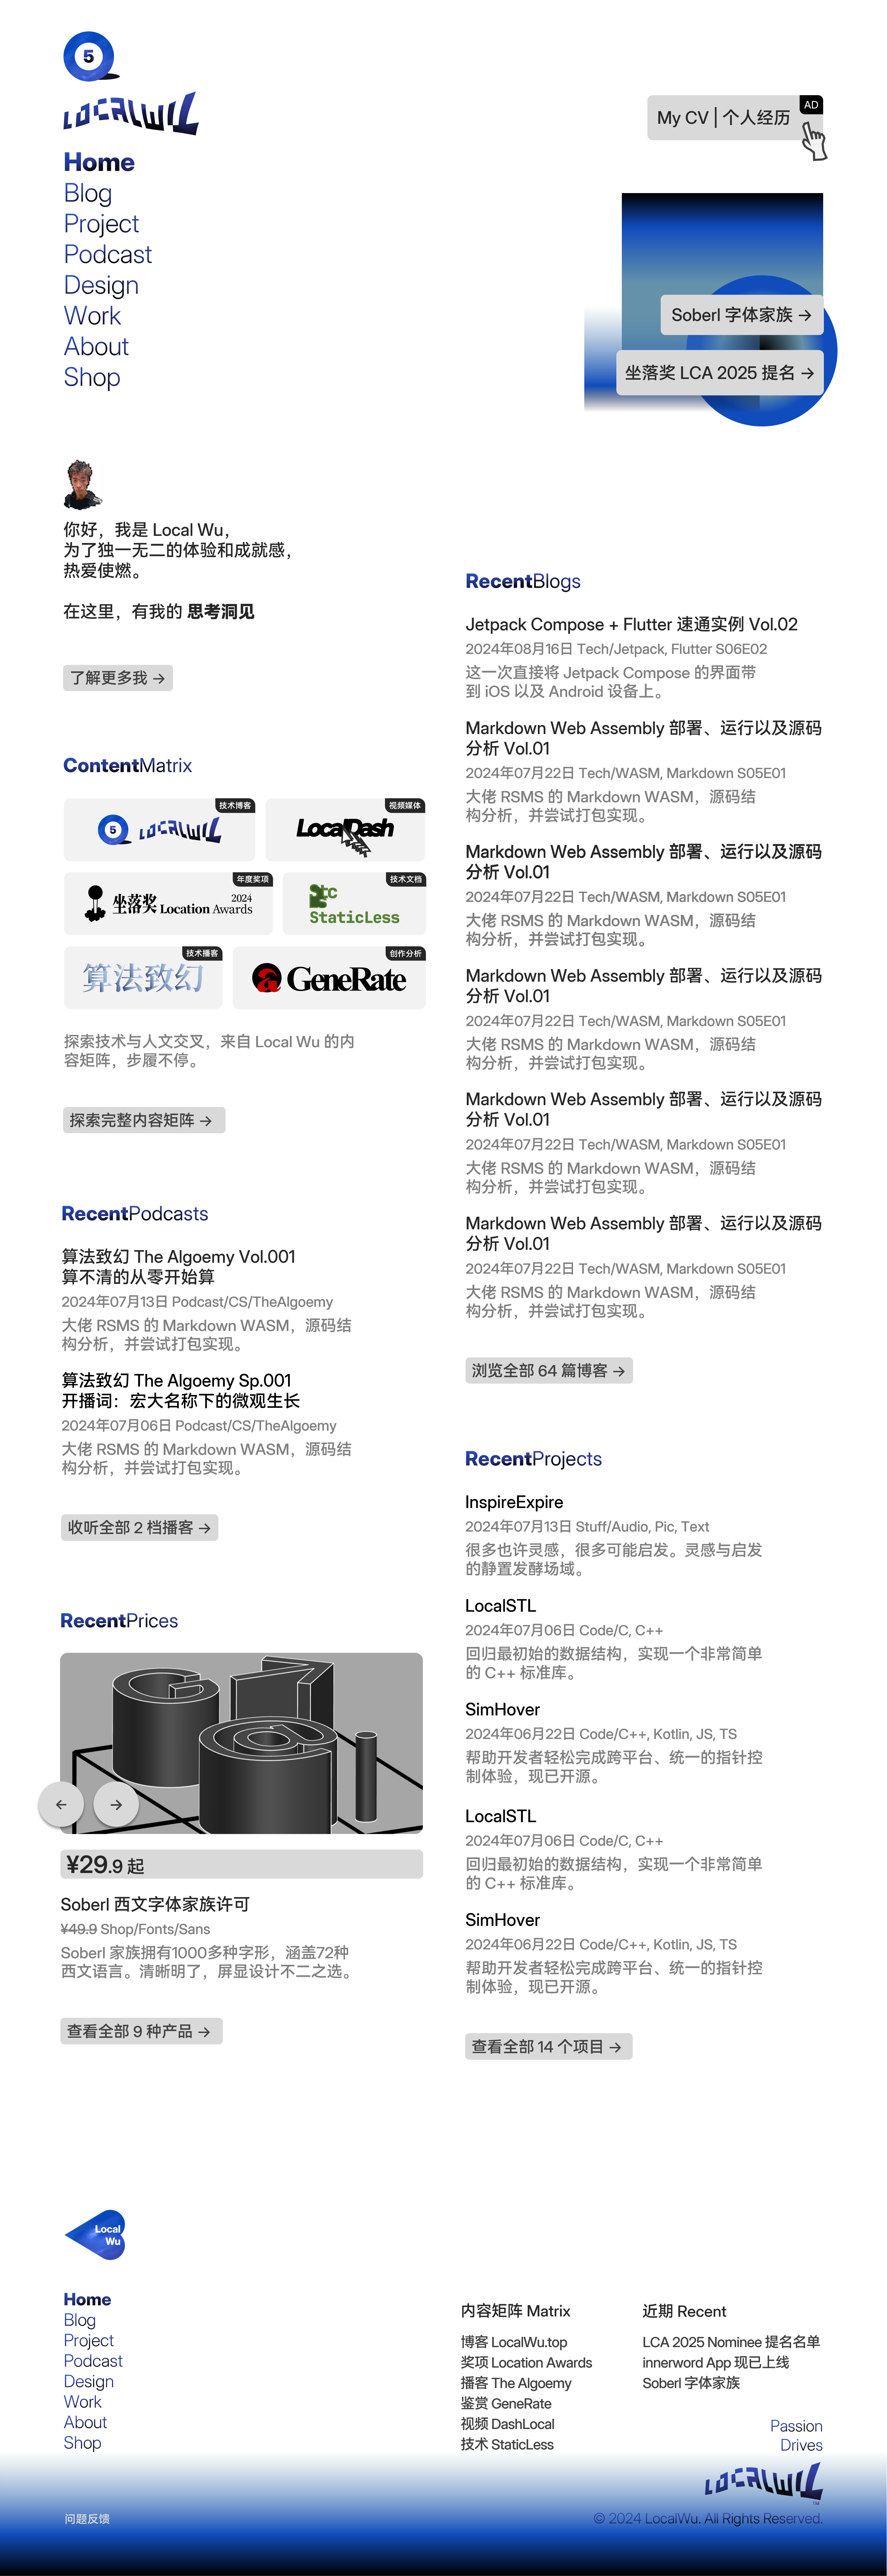 5
LOCALWU
Home
Blog
Project
Podcast
Design
Work
About
Shop
AD
My CV | 个人经历
Soberl 字体家族 →
坐落奖 LCA 2025 提名 →
你好，我是 Local Wu，
为了独一无二的体验和成就感，
热爱使燃。
在这里，有我的 思考洞见
了解更多我 →
ContentMatrix
技术博客
5 LOCALWU
视频媒体
LocalDash
年度奖项
坐落奖 Location Awards 2024
技术文档
StaticLess
技术播客
算法致幻
创作分析
GeneRate
探索技术与人文交叉，来自 Local Wu 的内
容矩阵，步履不停。
探索完整内容矩阵 →
RecentPodcasts
算法致幻 The Algoemy Vol.001
算不清的从零开始算
2024年07月13日 Podcast/CS/TheAlgoemy
大佬 RSMS 的 Markdown WASM，源码结
构分析，并尝试打包实现。
算法致幻 The Algoemy Sp.001
开播词：宏大名称下的微观生长
2024年07月06日 Podcast/CS/TheAlgoemy
大佬 RSMS 的 Markdown WASM，源码结
构分析，并尝试打包实现。
收听全部 2 档播客 →
RecentPrices
← →
¥29.9 起
Soberl 西文字体家族许可
¥49.9 Shop/Fonts/Sans
Soberl 家族拥有1000多种字形，涵盖72种
西文语言。清晰明了，屏显设计不二之选。
查看全部 9 种产品 →
RecentBlogs
Jetpack Compose + Flutter 速通实例 Vol.02
2024年08月16日 Tech/Jetpack, Flutter S06E02
这一次直接将 Jetpack Compose 的界面带
到 iOS 以及 Android 设备上。
Markdown Web Assembly 部署、运行以及源码
分析 Vol.01
2024年07月22日 Tech/WASM, Markdown S05E01
大佬 RSMS 的 Markdown WASM，源码结
构分析，并尝试打包实现。
Markdown Web Assembly 部署、运行以及源码
分析 Vol.01
2024年07月22日 Tech/WASM, Markdown S05E01
大佬 RSMS 的 Markdown WASM，源码结
构分析，并尝试打包实现。
Markdown Web Assembly 部署、运行以及源码
分析 Vol.01
2024年07月22日 Tech/WASM, Markdown S05E01
大佬 RSMS 的 Markdown WASM，源码结
构分析，并尝试打包实现。
Markdown Web Assembly 部署、运行以及源码
分析 Vol.01
2024年07月22日 Tech/WASM, Markdown S05E01
大佬 RSMS 的 Markdown WASM，源码结
构分析，并尝试打包实现。
Markdown Web Assembly 部署、运行以及源码
分析 Vol.01
2024年07月22日 Tech/WASM, Markdown S05E01
大佬 RSMS 的 Markdown WASM，源码结
构分析，并尝试打包实现。
浏览全部 64 篇博客 →
RecentProjects
InspireExpire
2024年07月13日 Stuff/Audio, Pic, Text
很多也许灵感，很多可能启发。灵感与启发
的静置发酵场域。
LocalSTL
2024年07月06日 Code/C, C++
回归最初始的数据结构，实现一个非常简单
的 C++ 标准库。
SimHover
2024年06月22日 Code/C++, Kotlin, JS, TS
帮助开发者轻松完成跨平台、统一的指针控
制体验，现已开源。
LocalSTL
2024年07月06日 Code/C, C++
回归最初始的数据结构，实现一个非常简单
的 C++ 标准库。
SimHover
2024年06月22日 Code/C++, Kotlin, JS, TS
帮助开发者轻松完成跨平台、统一的指针控
制体验，现已开源。
查看全部 14 个项目 →
Local
Wu
Home
Blog
Project
Podcast
Design
Work
About
Shop
问题反馈
内容矩阵 Matrix
博客 LocalWu.top
奖项 Location Awards
播客 The Algoemy
鉴赏 GeneRate
视频 DashLocal
技术 StaticLess
近期 Recent
LCA 2025 Nominee 提名名单
innerword App 现已上线
Soberl 字体家族
Passion
Drives
LOCALWU
™
© 2024 LocalWu. All Rights Reserved.